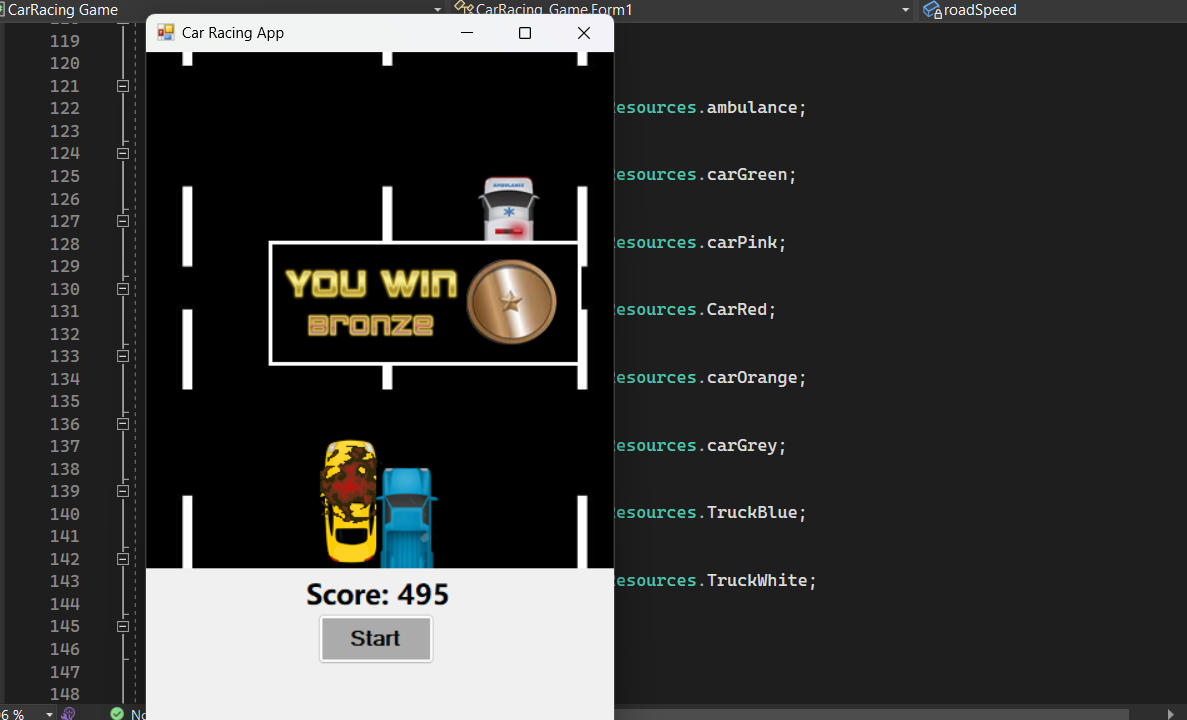 CarRacing Game
CarRacing_Game.Form1
roadSpeed
Car Racing App
119
120
121
122
esources.ambulance;
123
124
125
esources.carGreen;
126
127
128
esources.carPink;
129
130
131
esources.CarRed;
132
133
134
esources.carOrange;
135
136
137
esources.carGrey;
138
139
140
esources.TruckBlue;
141
142
143
esources.TruckWhite;
144
145
146
147
148
AMBULANCE
YOU WIN
BRONZE
Score: 495
Start
6 %
No